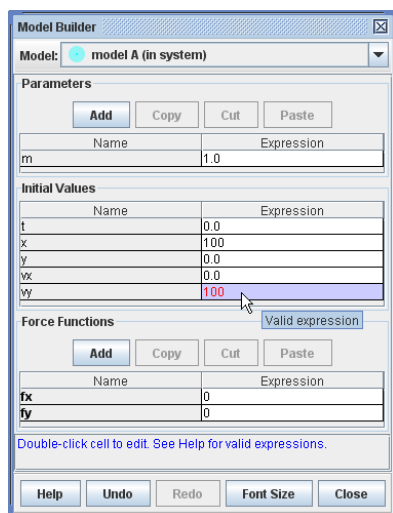 Model Builder
Model: model A (in system)
Parameters
Add Copy Cut Paste
Name Expression
m 1.0
Initial Values
Name Expression
t 0.0
x 100
y 0.0
vx 0.0
vy 100
Valid expression
Force Functions
Add Copy Cut Paste
Name Expression
fx 0
fy 0
Double-click cell to edit. See Help for valid expressions.
Help Undo Redo Font Size Close